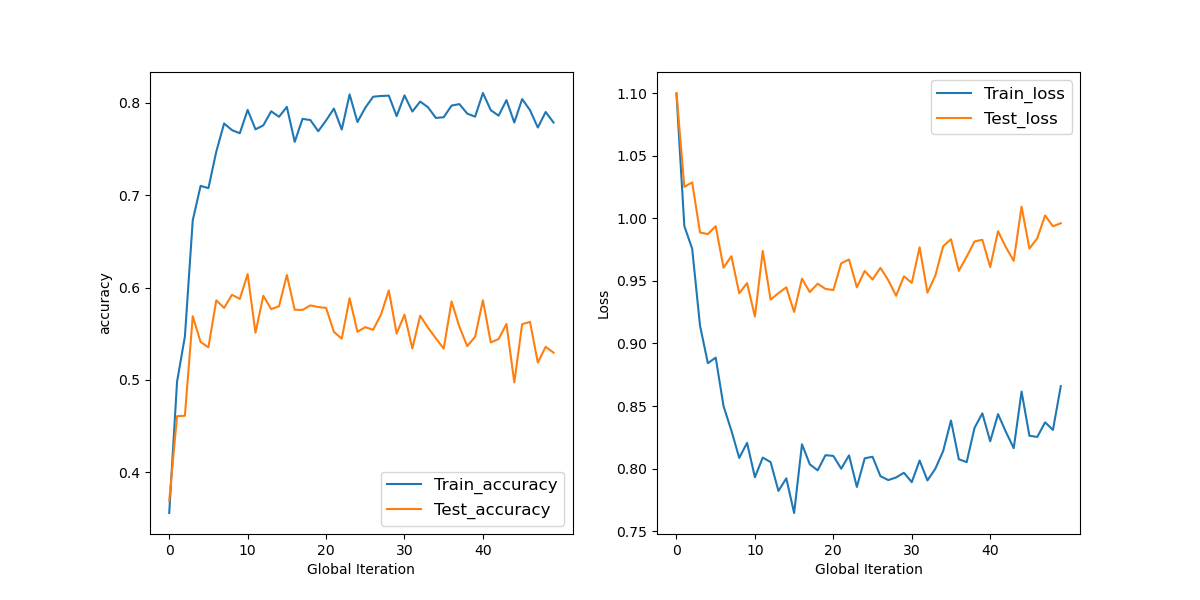 accuracy
0.8
0.7
0.6
0.5
0.4
0 10 20 30 40
Global Iteration
Train_accuracy
Test_accuracy
Loss
1.10
1.05
1.00
0.95
0.90
0.85
0.80
0.75
0 10 20 30 40
Global Iteration
Train_loss
Test_loss